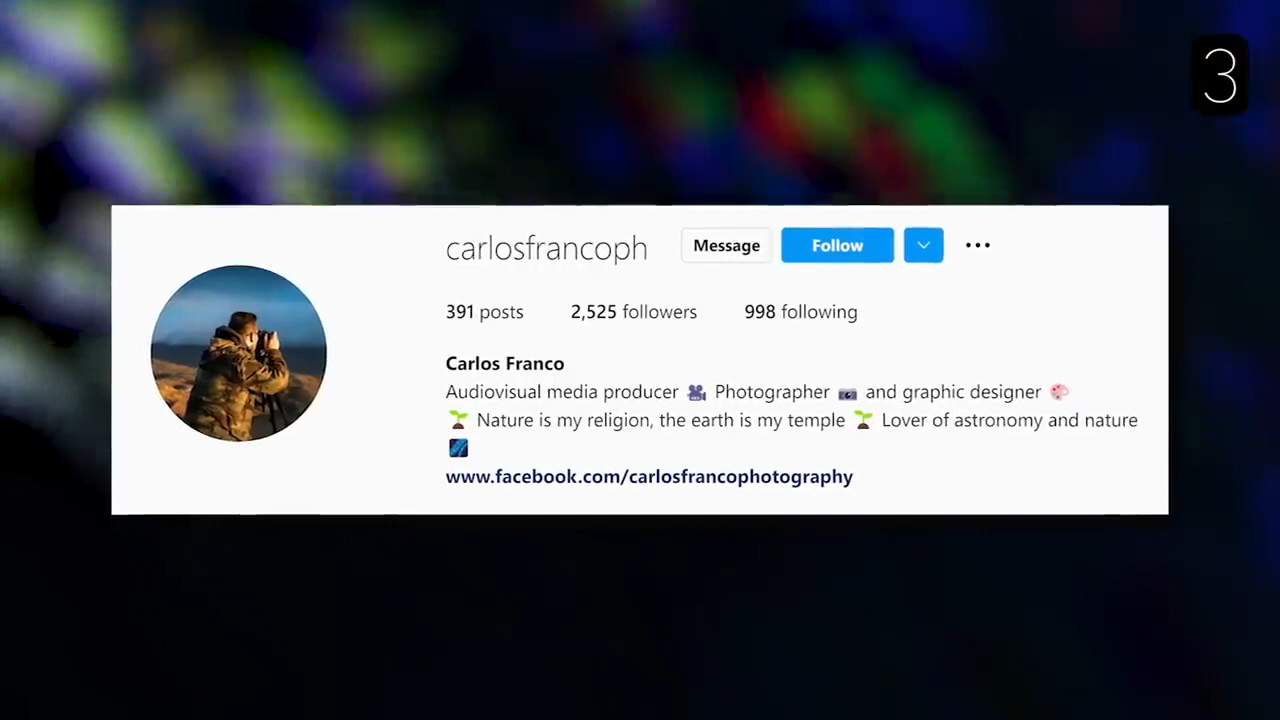 3
carlosfrancoph Message Follow
391 posts 2,525 followers 998 following
Carlos Franco
Audiovisual media producer 🎥 Photographer 📷 and graphic designer 🎨
🌱 Nature is my religion, the earth is my temple 🌱 Lover of astronomy and nature
🌌
www.facebook.com/carlosfrancophotography